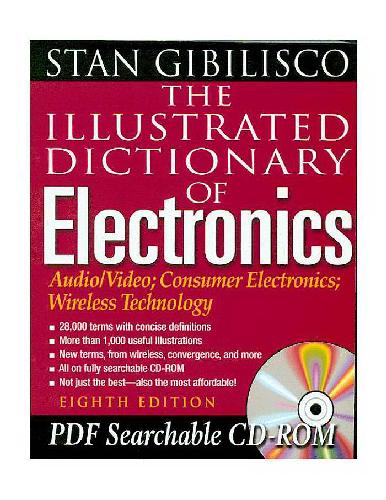 STAN GIBILISCO
THE
ILLUSTRATED
DICTIONARY
OF
Electronics
Audio/Video; Consumer Electronics;
Wireless Technology
▪ 28,000 terms with concise definitions
▪ More than 1,000 useful Illustrations
▪ New terms, from wireless, convergence, and more
▪ All on fully searchable CD-ROM
▪ Not just the best—also the most affordable!
EIGHTH EDITION
PDF Searchable CD-ROM